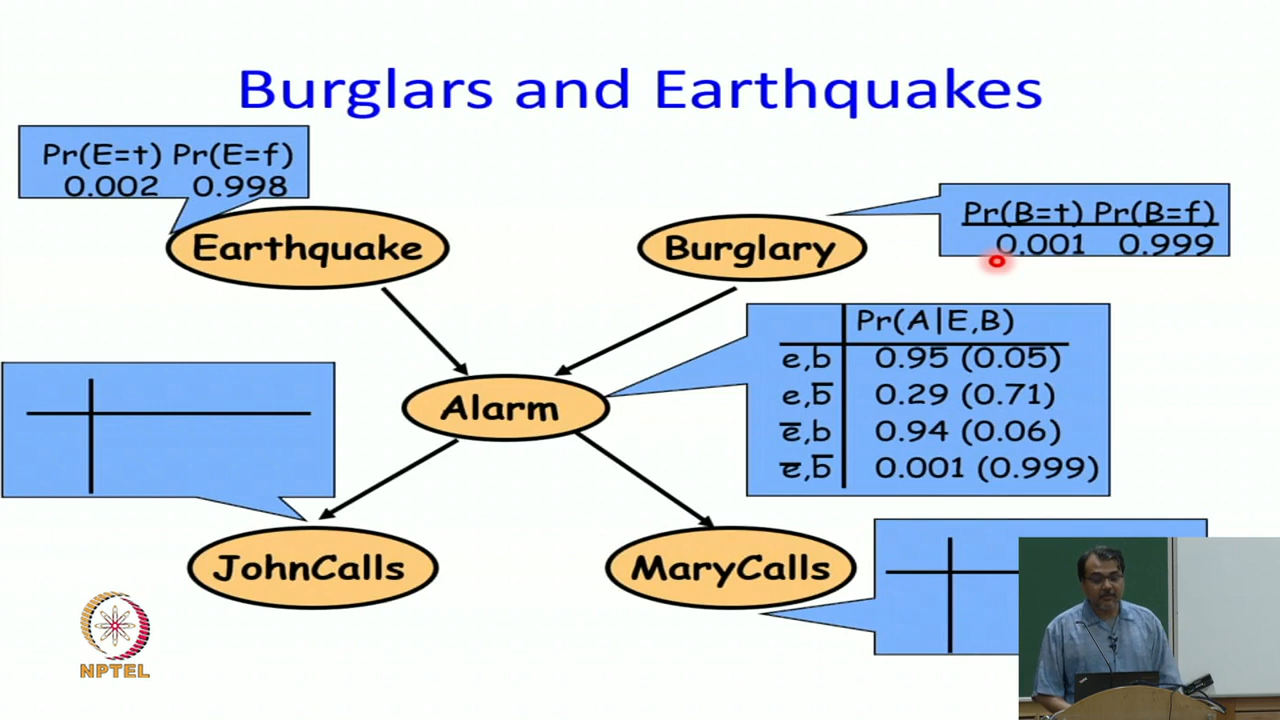 Burglars and Earthquakes
Pr(E=t) Pr(E=f)
0.002 0.998
Pr(B=t) Pr(B=f)
0.001 0.999
Earthquake
Burglary
Pr(A|E,B)
e,b 0.95 (0.05)
e,b̅ 0.29 (0.71)
e̅,b 0.94 (0.06)
e̅,b̅ 0.001 (0.999)
Alarm
JohnCalls
MaryCalls
NPTEL